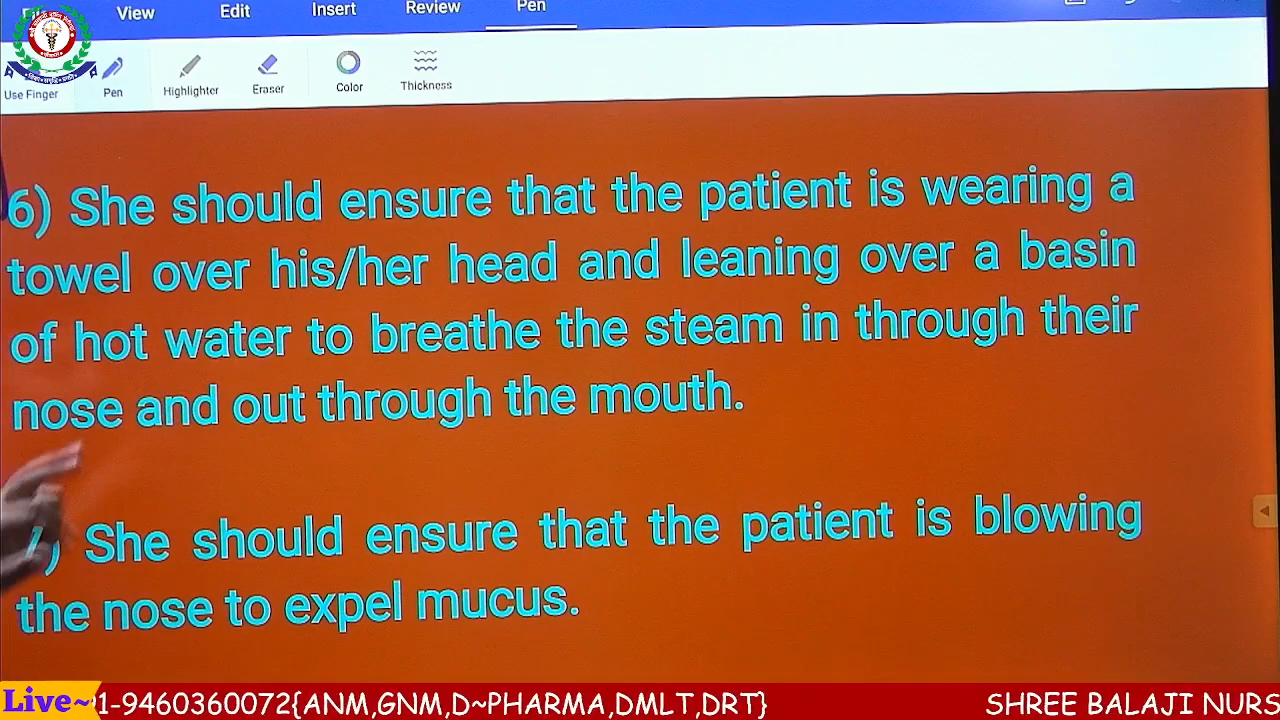 View Edit Insert Review Pen
Use Finger Pen Highlighter Eraser Color Thickness
6) She should ensure that the patient is wearing a
towel over his/her head and leaning over a basin
of hot water to breathe the steam in through their
nose and out through the mouth.
She should ensure that the patient is blowing
the nose to expel mucus.
Live~ 1-9460360072{ANM,GNM,D~PHARMA,DMLT,DRT} SHREE BALAJI NURS